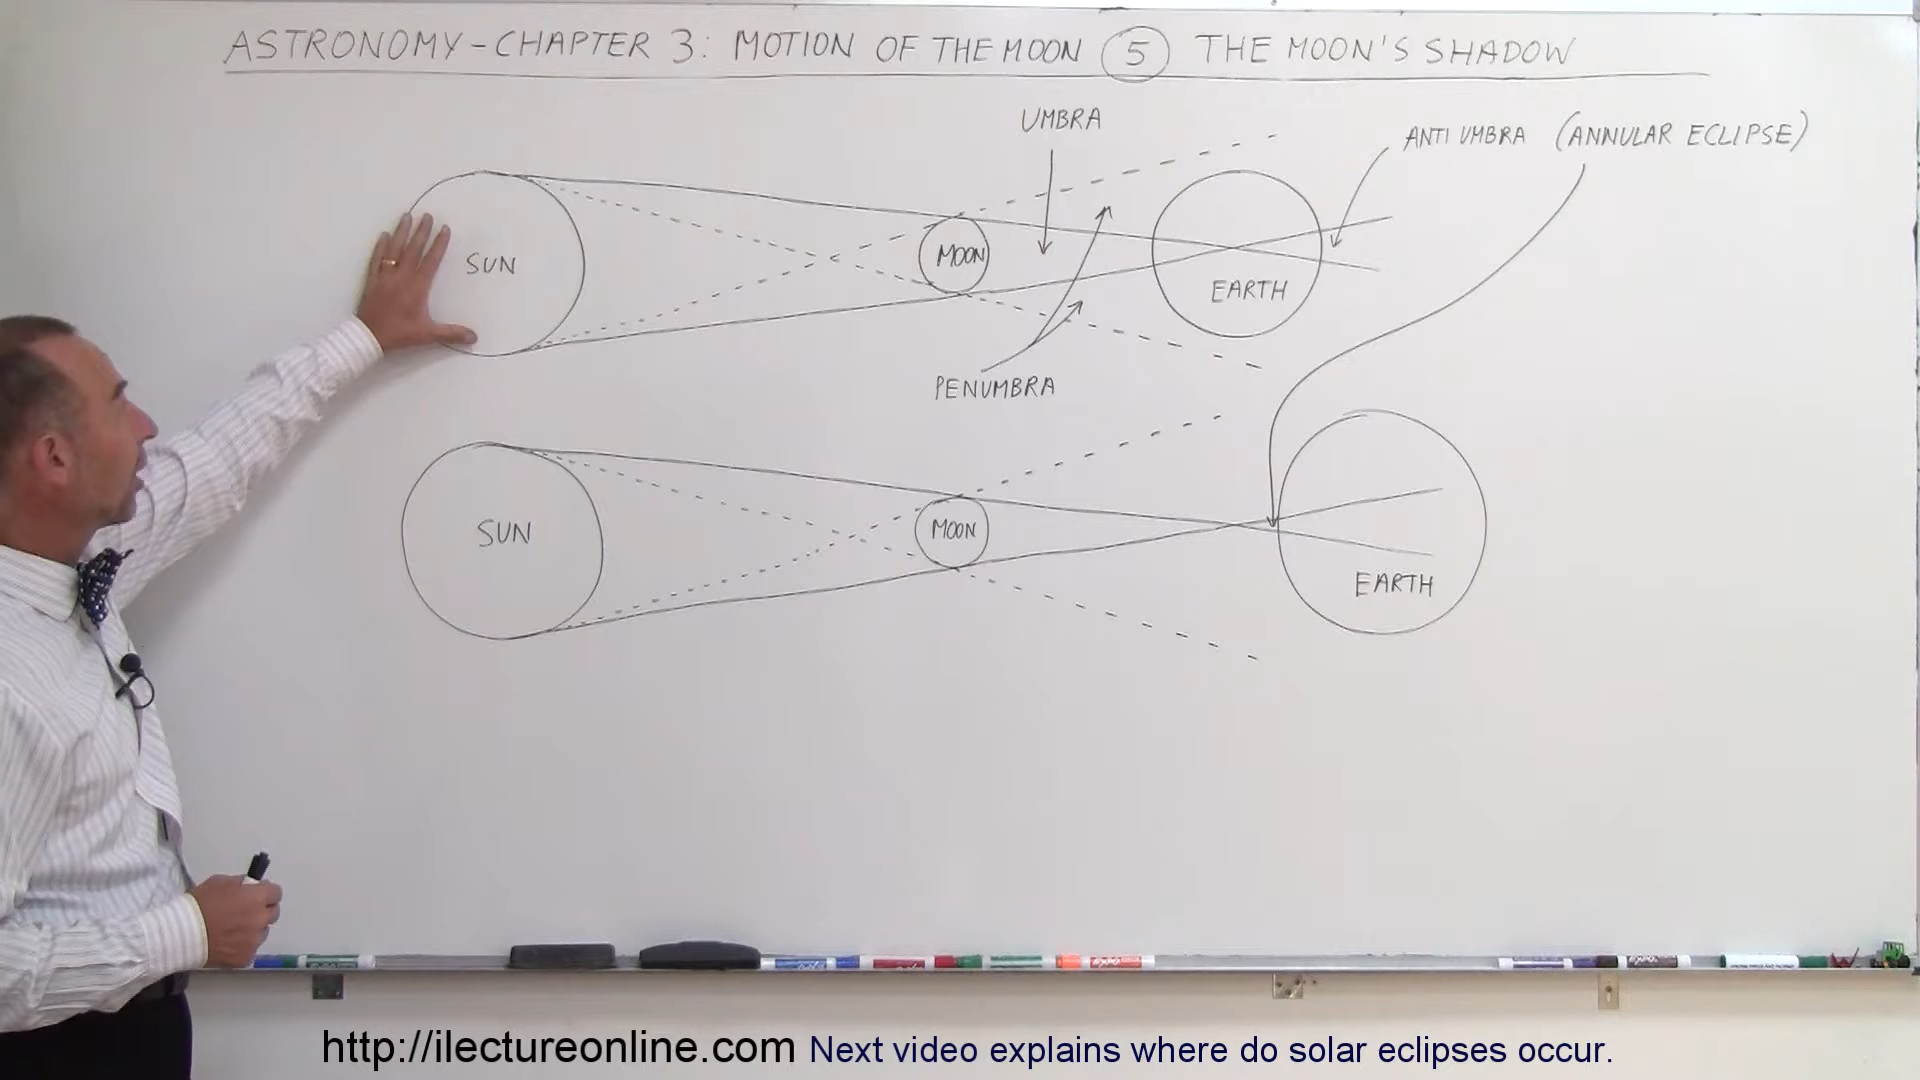 ASTRONOMY - CHAPTER 3: MOTION OF THE MOON 5 THE MOON'S SHADOW
UMBRA
ANTI UMBRA (ANNULAR ECLIPSE)
SUN
MOON
EARTH
PENUMBRA
SUN
MOON
EARTH
http://ilectureonline.com Next video explains where do solar eclipses occur.